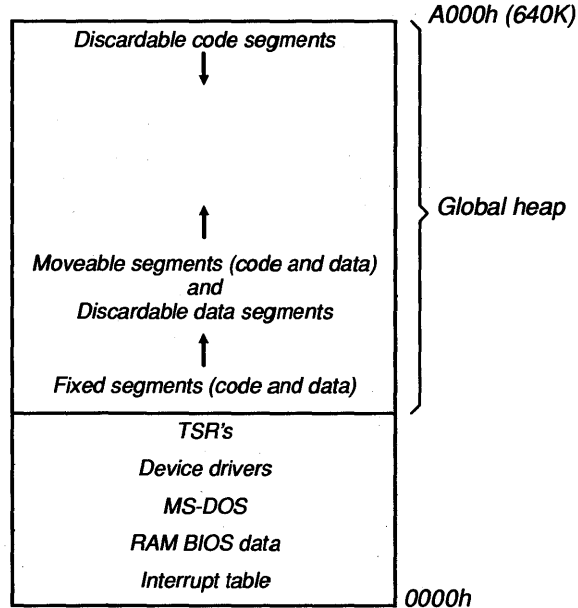 A000h (640K)
Discardable code segments
Global heap
Moveable segments (code and data)
and
Discardable data segments
Fixed segments (code and data)
TSR's
Device drivers
MS-DOS
RAM BIOS data
Interrupt table
0000h